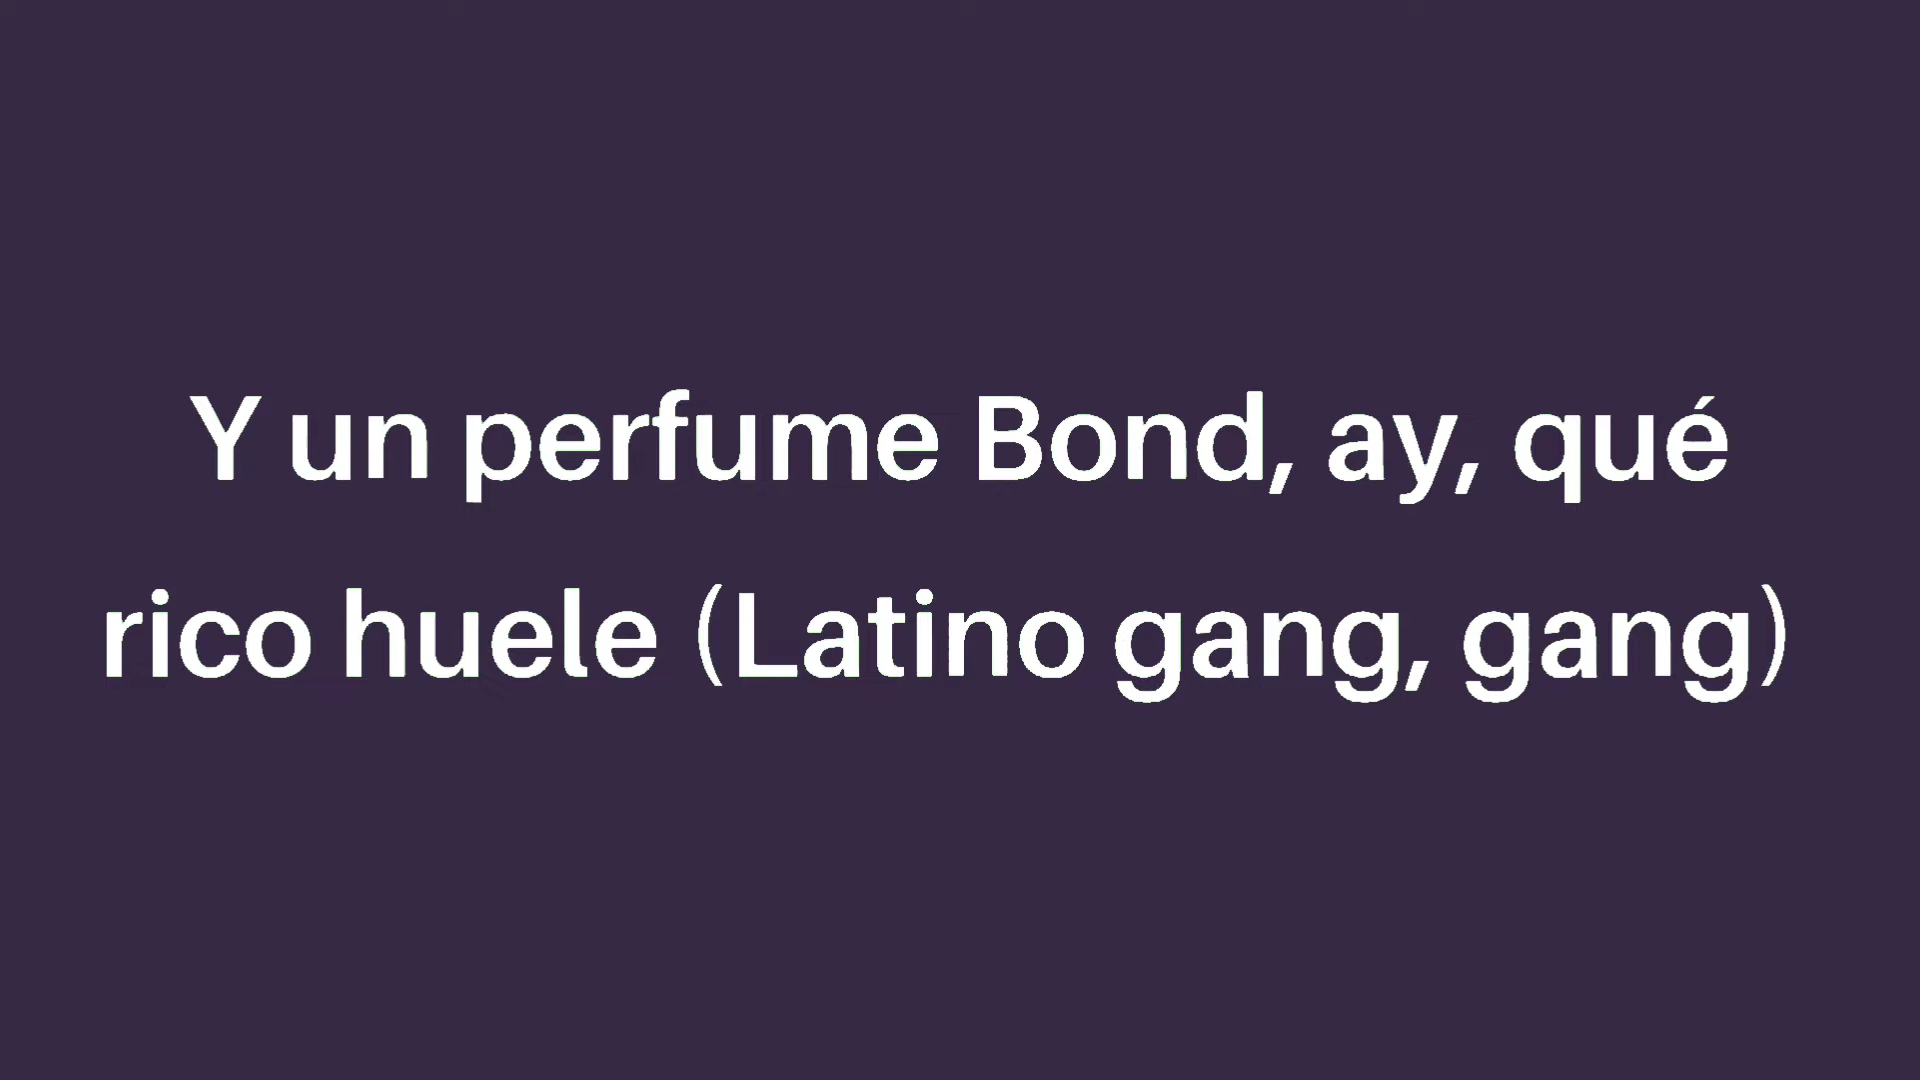 Y un perfume Bond, ay, qué
rico huele (Latino gang, gang)